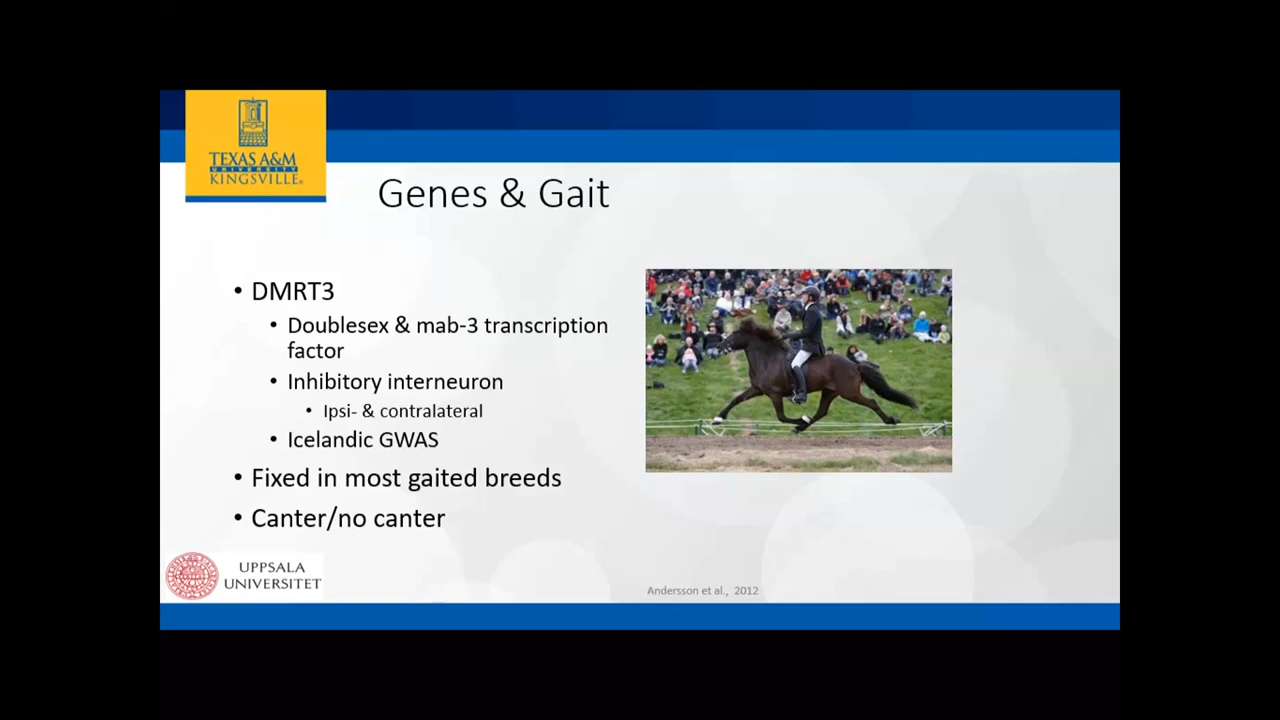 TEXAS A&M
UNIVERSITY
KINGSVILLE®
Genes & Gait
• DMRT3
• Doublesex & mab-3 transcription
factor
• Inhibitory interneuron
• Ipsi- & contralateral
• Icelandic GWAS
• Fixed in most gaited breeds
• Canter/no canter
UPPSALA
UNIVERSITET
Andersson et al., 2012